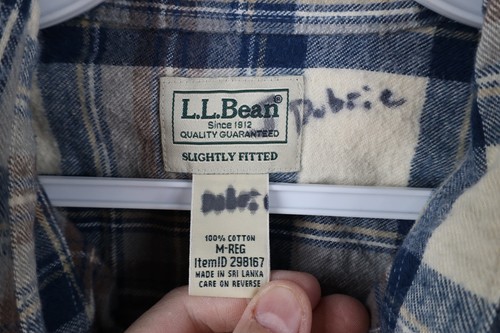 L.L.Bean®
Since 1912
QUALITY GUARANTEED
SLIGHTLY FITTED
Dubrie
100% COTTON
M-REG
ItemID 298167
MADE IN SRI LANKA
CARE ON REVERSE